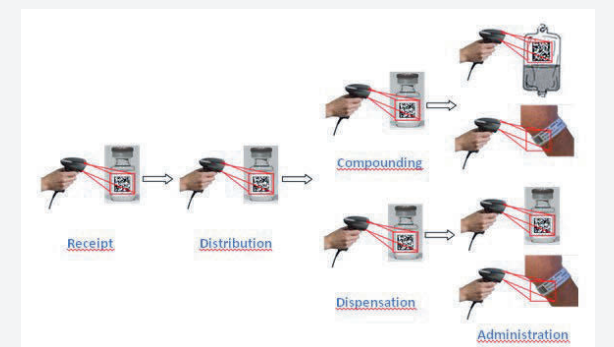 Compounding
Receipt
Distribution
Dispensation
Administration